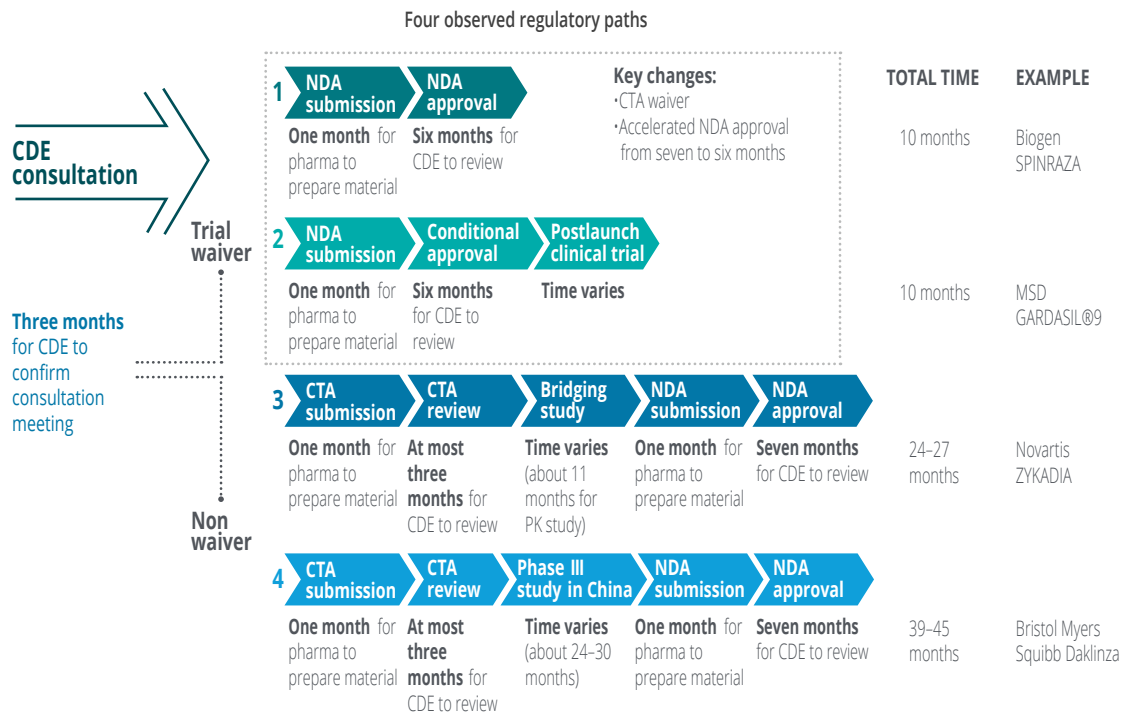 Four observed regulatory paths
CDE
consultation
Three months
for CDE to
confirm
consultation
meeting
Trial
waiver
Non
waiver
TOTAL TIME
EXAMPLE
1
NDA
submission
NDA
approval
One month for
pharma to
prepare material
Six months for
CDE to review
Key changes:
•CTA waiver
•Accelerated NDA approval
from seven to six months
10 months
Biogen
SPINRAZA
2
NDA
submission
Conditional
approval
Postlaunch
clinical trial
One month for
pharma to
prepare material
Six months
for CDE to
review
Time varies
10 months
MSD
GARDASIL®9
3
CTA
submission
CTA
review
Bridging
study
NDA
submission
NDA
approval
One month for
pharma to
prepare material
At most
three
months for
CDE to review
Time varies
(about 11
months for
PK study)
One month for
pharma to
prepare material
Seven months
for CDE to review
24–27
months
Novartis
ZYKADIA
4
CTA
submission
CTA
review
Phase III
study in China
NDA
submission
NDA
approval
One month for
pharma to
prepare material
At most
three
months for
CDE to review
Time varies
(about 24–30
months)
One month for
pharma to
prepare material
Seven months
for CDE to review
39–45
months
Bristol Myers
Squibb Daklinza